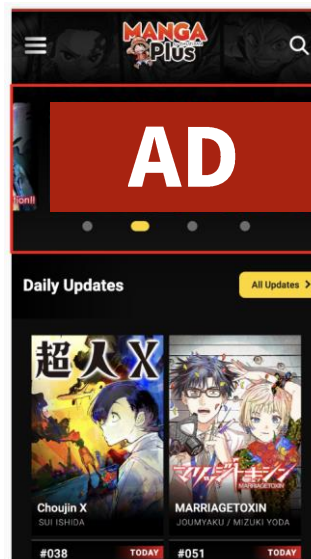 MANGA
Plus
AD
ion!!
Daily Updates
All Updates
超人X
マリッジトキシン
MARRIAGETOXIN
Choujin X
SUI ISHIDA
MARRIAGETOXIN
JOUMYAKU / MIZUKI YODA
#038
TODAY
#051
TODAY